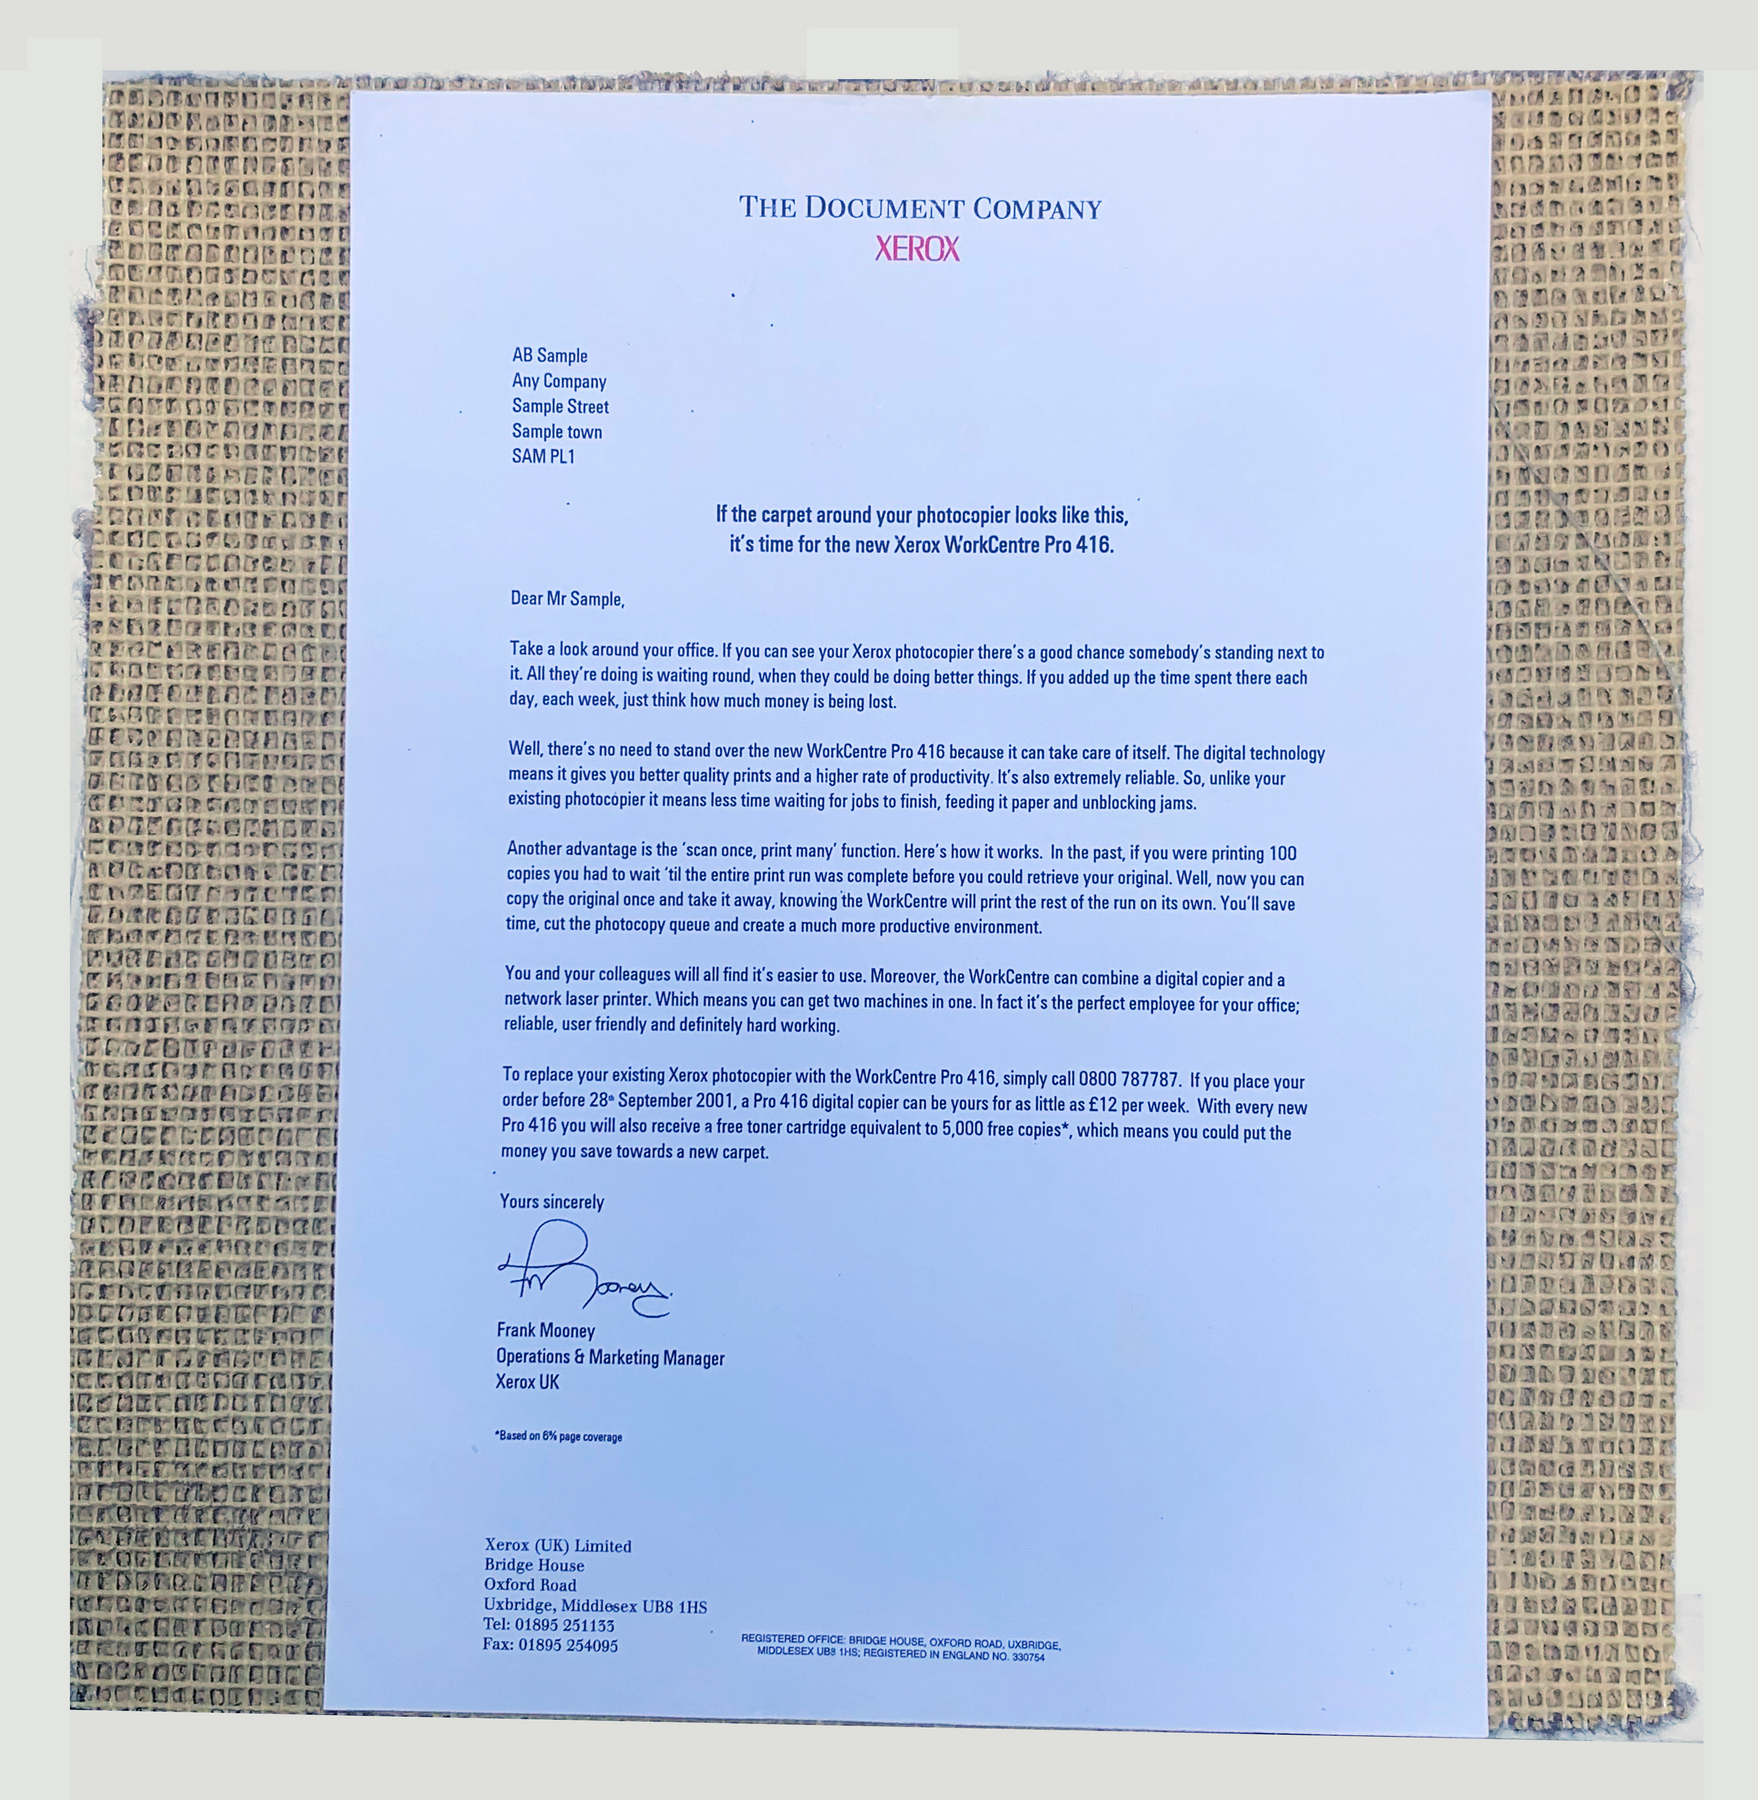 THE DOCUMENT COMPANY
XEROX
AB Sample
Any Company
Sample Street
Sample town
SAM PL1
If the carpet around your photocopier looks like this,
it's time for the new Xerox WorkCentre Pro 416.
Dear Mr Sample,
Take a look around your office. If you can see your Xerox photocopier there's a good chance somebody's standing next to
it. All they're doing is waiting round, when they could be doing better things. If you added up the time spent there each
day, each week, just think how much money is being lost.
Well, there's no need to stand over the new WorkCentre Pro 416 because it can take care of itself. The digital technology
means it gives you better quality prints and a higher rate of productivity. It's also extremely reliable. So, unlike your
existing photocopier it means less time waiting for jobs to finish, feeding it paper and unblocking jams.
Another advantage is the 'scan once, print many' function. Here's how it works. In the past, if you were printing 100
copies you had to wait 'til the entire print run was complete before you could retrieve your original. Well, now you can
copy the original once and take it away, knowing the WorkCentre will print the rest of the run on its own. You'll save
time, cut the photocopy queue and create a much more productive environment.
You and your colleagues will all find it's easier to use. Moreover, the WorkCentre can combine a digital copier and a
network laser printer. Which means you can get two machines in one. In fact it's the perfect employee for your office;
reliable, user friendly and definitely hard working.
To replace your existing Xerox photocopier with the WorkCentre Pro 416, simply call 0800 787787. If you place your
order before 28th September 2001, a Pro 416 digital copier can be yours for as little as £12 per week. With every new
Pro 416 you will also receive a free toner cartridge equivalent to 5,000 free copies*, which means you could put the
money you save towards a new carpet.
Yours sincerely
Frank Mooney
Operations & Marketing Manager
Xerox UK
*Based on 6% page coverage
Xerox (UK) Limited
Bridge House
Oxford Road
Uxbridge, Middlesex UB8 1HS
Tel: 01895 251133
Fax: 01895 254095
REGISTERED OFFICE: BRIDGE HOUSE, OXFORD ROAD, UXBRIDGE,
MIDDLESEX UB8 1HS; REGISTERED IN ENGLAND NO. 330754